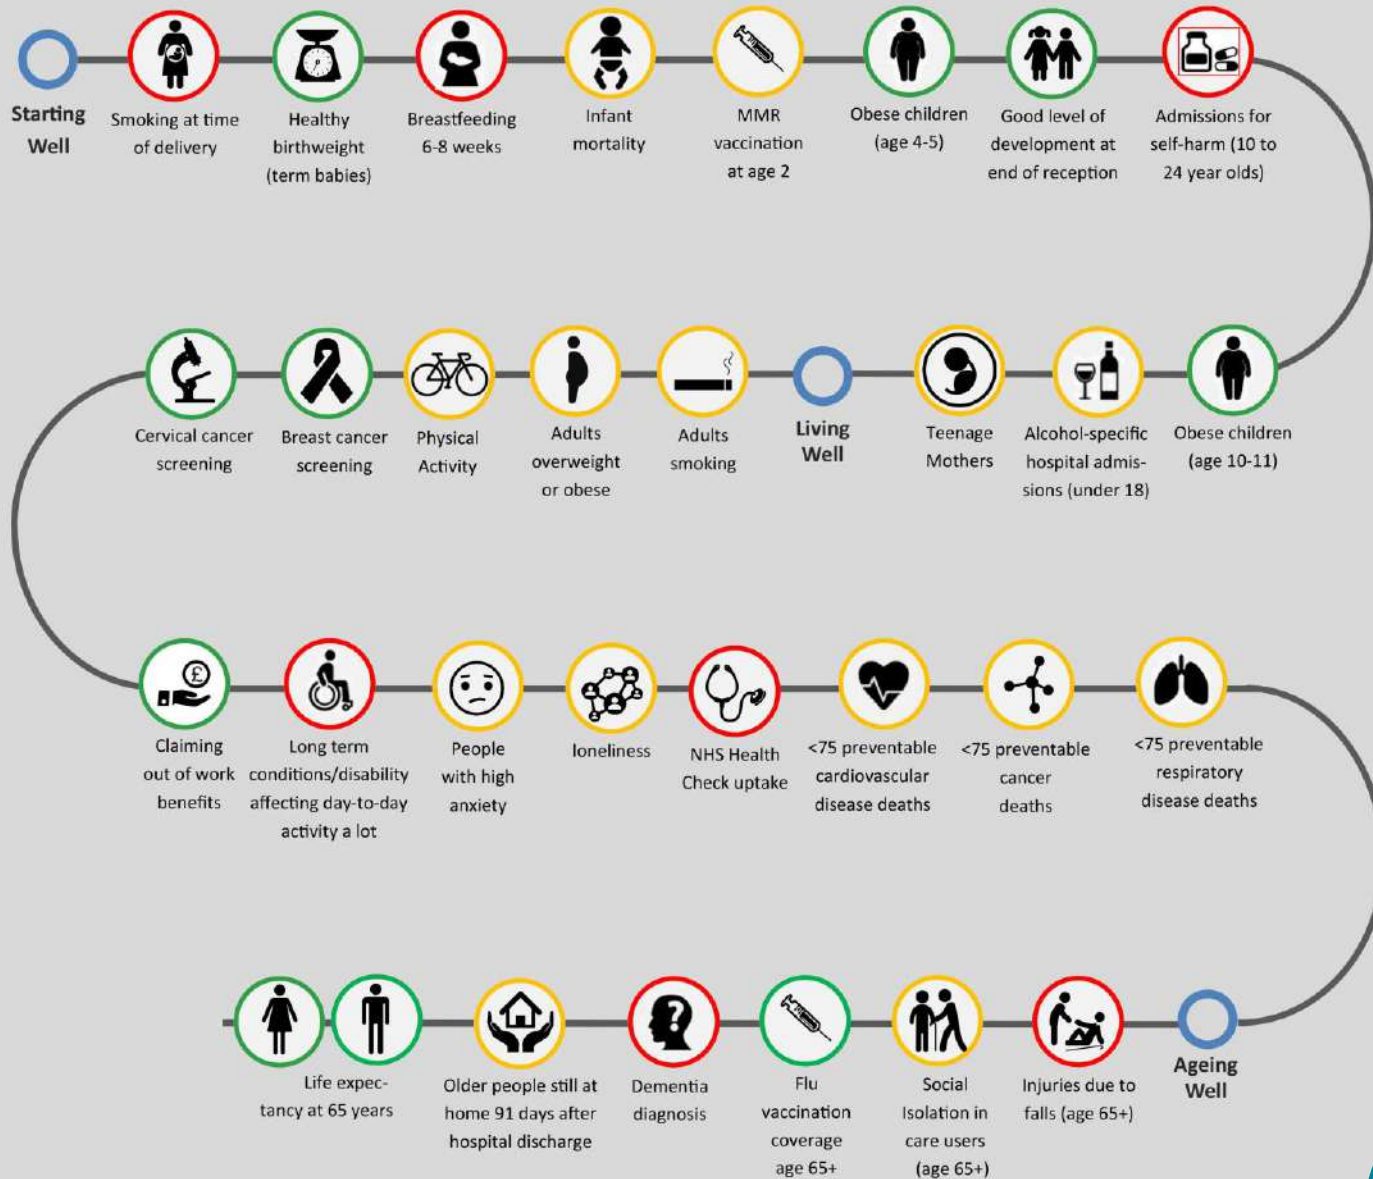 Starting
Well
Smoking at time
of delivery
Healthy
birthweight
(term babies)
Breastfeeding
6-8 weeks
Infant
mortality
MMR
vaccination
at age 2
Obese children
(age 4-5)
Good level of
development at
end of reception
Admissions for
self-harm (10 to
24 year olds)
Cervical cancer
screening
Breast cancer
screening
Physical
Activity
Adults
overweight
or obese
Adults
smoking
Living
Well
Teenage
Mothers
Alcohol-specific
hospital admis-
sions (under 18)
Obese children
(age 10-11)
£
Claiming
out of work
benefits
Long term
conditions/disability
affecting day-to-day
activity a lot
People
with high
anxiety
loneliness
NHS Health
Check uptake
<75 preventable
cardiovascular
disease deaths
<75 preventable
cancer
deaths
<75 preventable
respiratory
disease deaths
Life expec-
tancy at 65 years
Older people still at
home 91 days after
hospital discharge
?
Dementia
diagnosis
Flu
vaccination
coverage
age 65+
Social
Isolation in
care users
(age 65+)
Injuries due to
falls (age 65+)
Ageing
Well